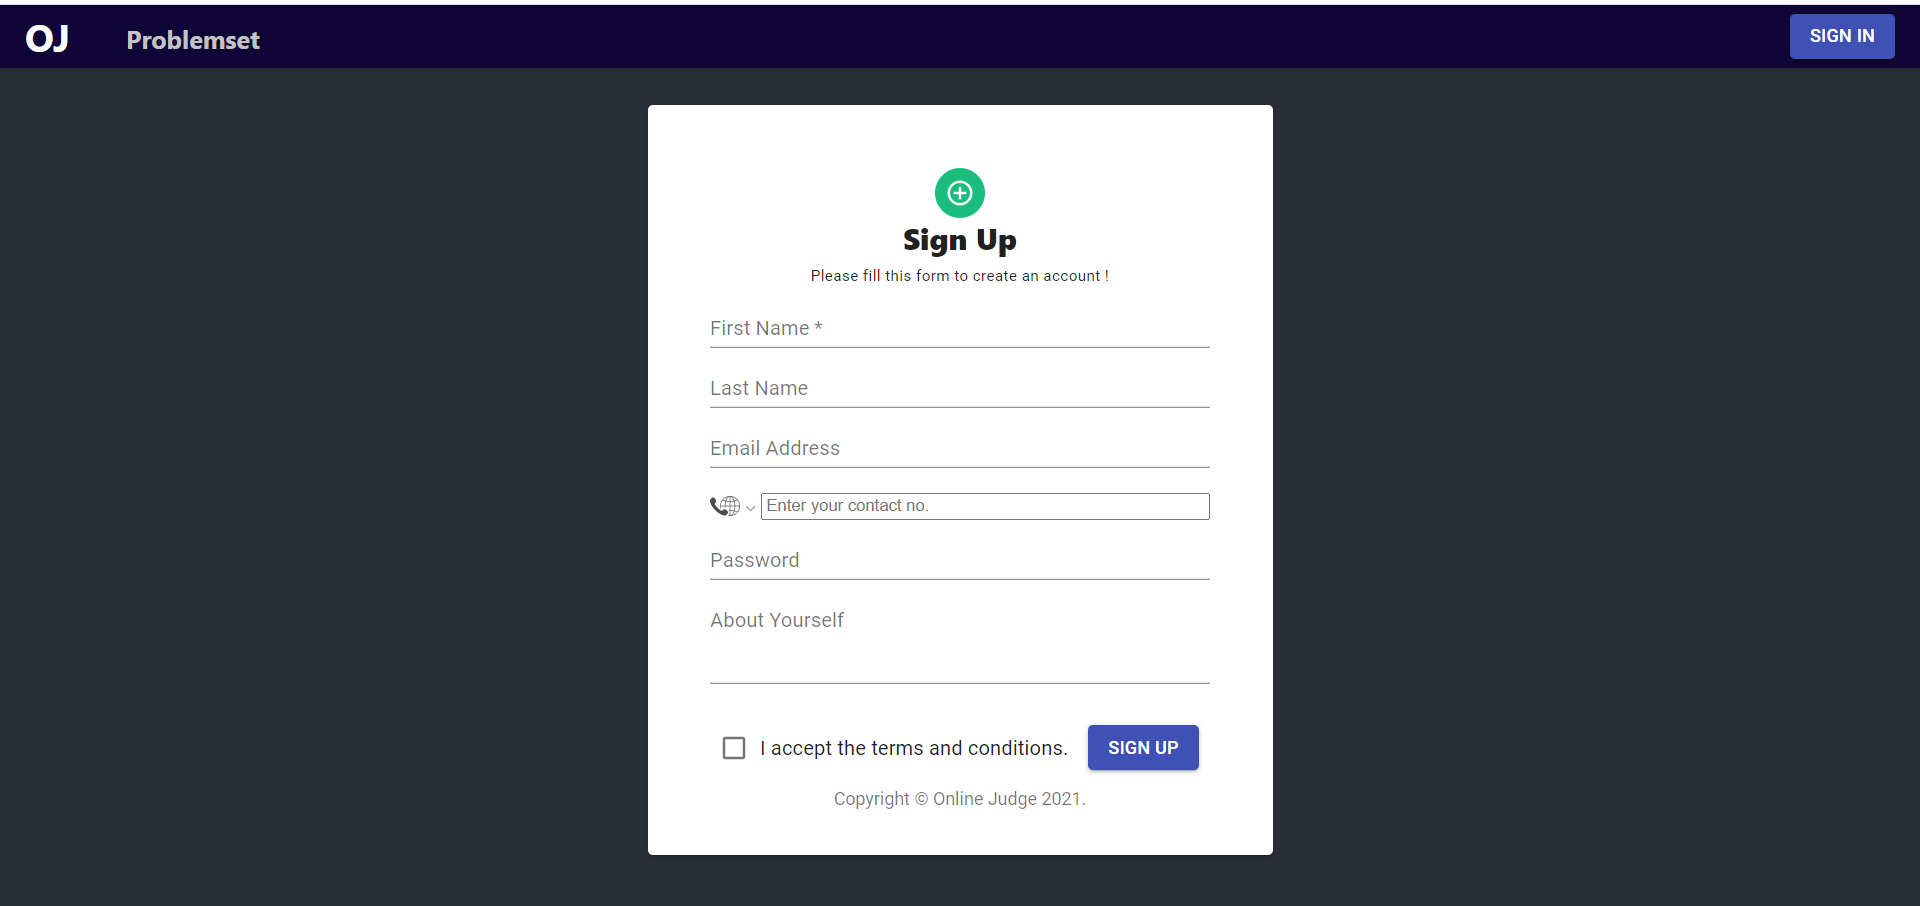 OJ Problemset SIGN IN
Sign Up
Please fill this form to create an account !
First Name *
Last Name
Email Address
Enter your contact no.
Password
About Yourself
I accept the terms and conditions. SIGN UP
Copyright © Online Judge 2021.